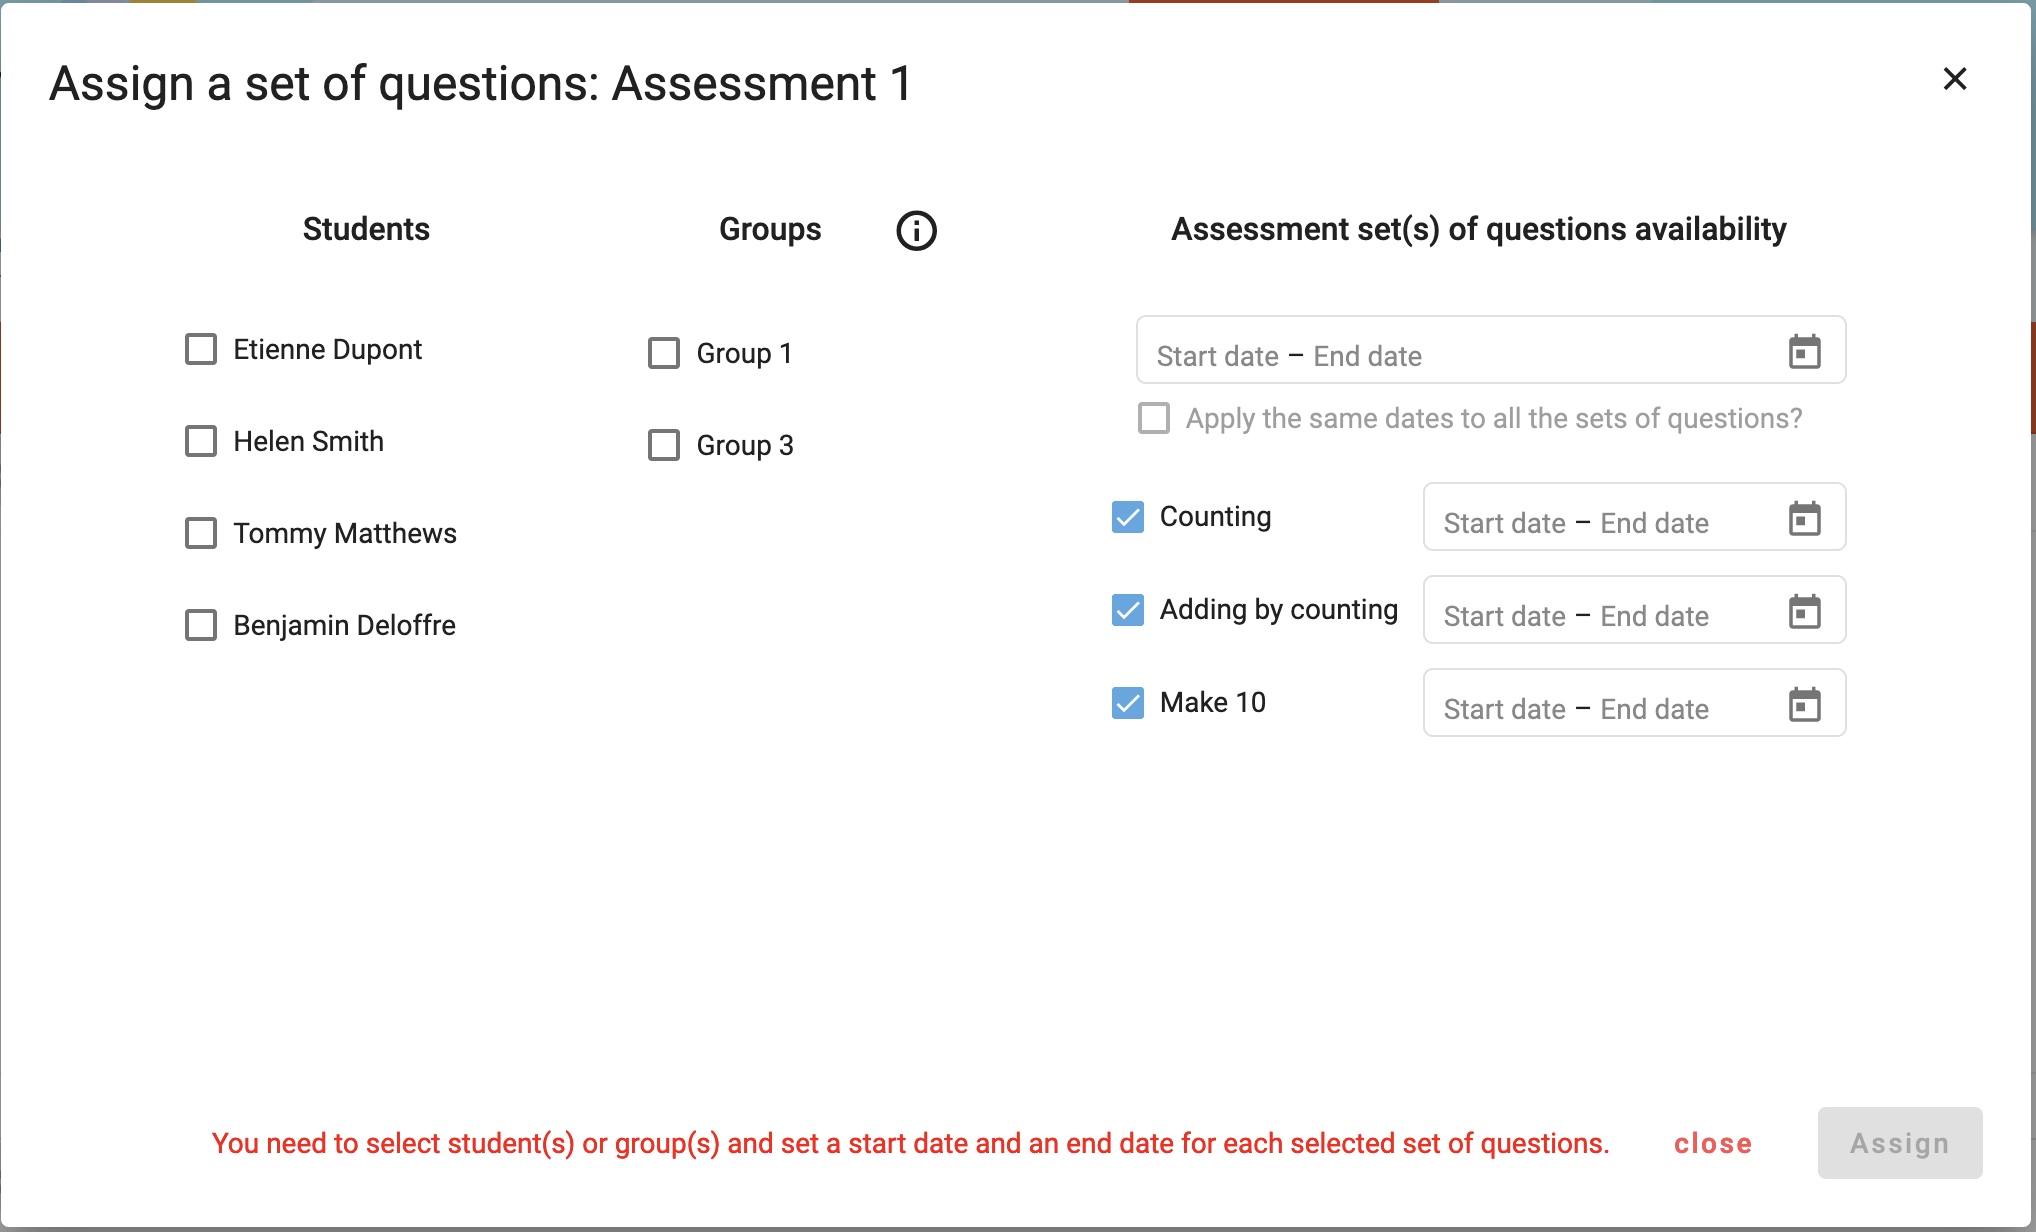 Assign a set of questions: Assessment 1
Students
Groups
Assessment set(s) of questions availability
Etienne Dupont
Helen Smith
Tommy Matthews
Benjamin Deloffre
Group 1
Group 3
Start date – End date
Apply the same dates to all the sets of questions?
Counting
Start date – End date
Adding by counting
Start date – End date
Make 10
Start date – End date
You need to select student(s) or group(s) and set a start date and an end date for each selected set of questions.
close
Assign